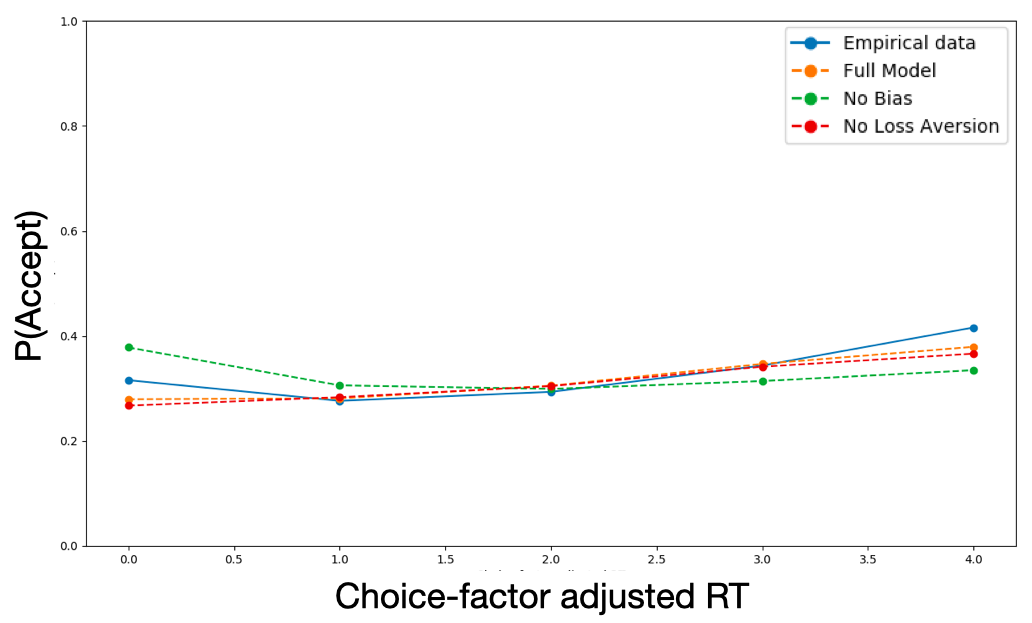 1.0
0.8
0.6
0.4
0.2
0.0
P(Accept)
Empirical data
Full Model
No Bias
No Loss Aversion
0.0 0.5 1.0 1.5 2.0 2.5 3.0 3.5 4.0
Choice-factor adjusted RT